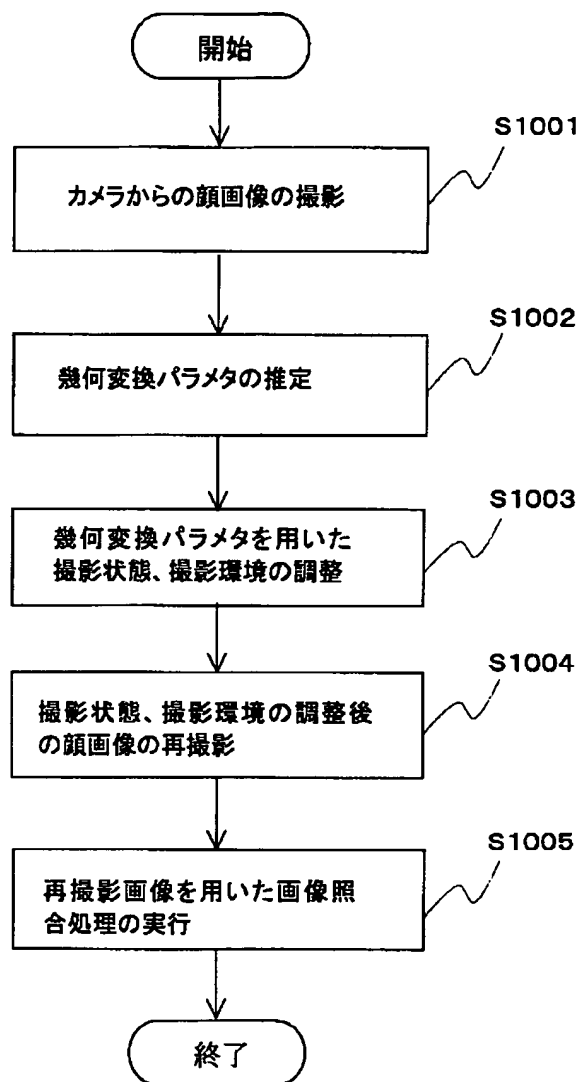 開始
S1001
カメラからの顔画像の撮影
S1002
幾何変換パラメタの推定
S1003
幾何変換パラメタを用いた
撮影状態、撮影環境の調整
S1004
撮影状態、撮影環境の調整後
の顔画像の再撮影
S1005
再撮影画像を用いた画像照
合処理の実行
終了